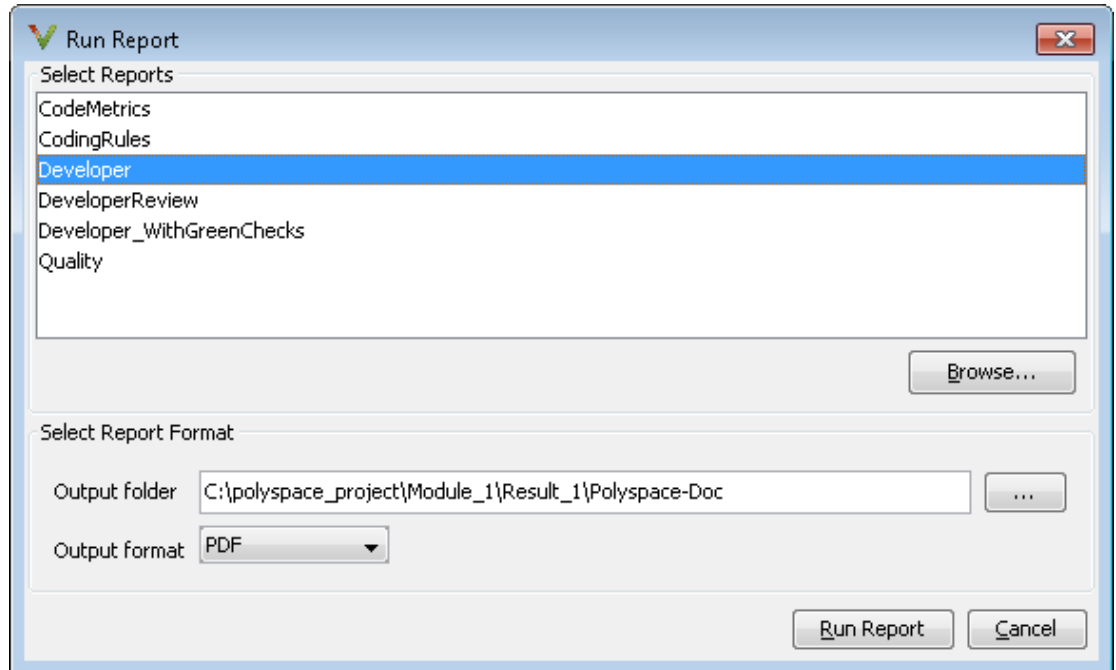 Run Report
Select Reports
CodeMetrics
CodingRules
Developer
DeveloperReview
Developer_WithGreenChecks
Quality
Browse...
Select Report Format
Output folder C:\polyspace_project\Module_1\Result_1\Polyspace-Doc ...
Output format PDF
Run Report Cancel